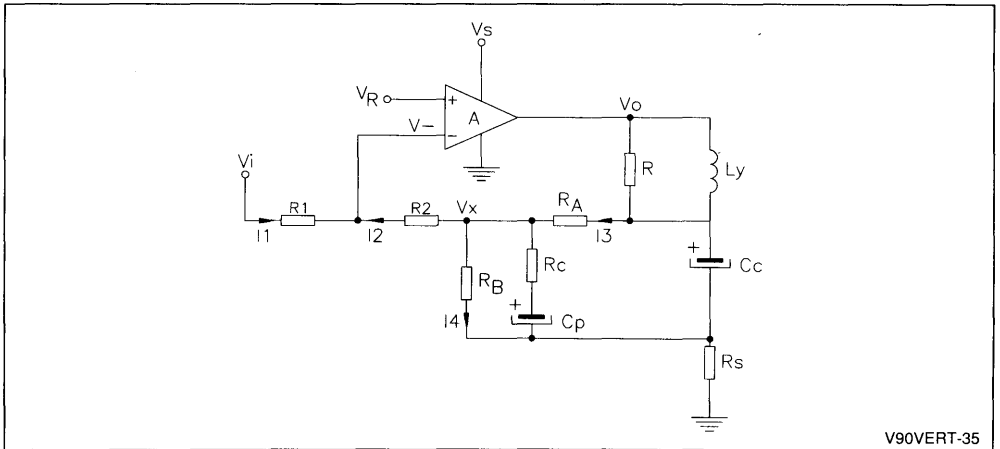 Vs
VR
+
A
V-
−
Vo
Vi
R
Ly
R1
R2
Vx
RA
I1
I2
I3
+
Cc
Rc
RB
+
Cp
I4
Rs
V90VERT-35